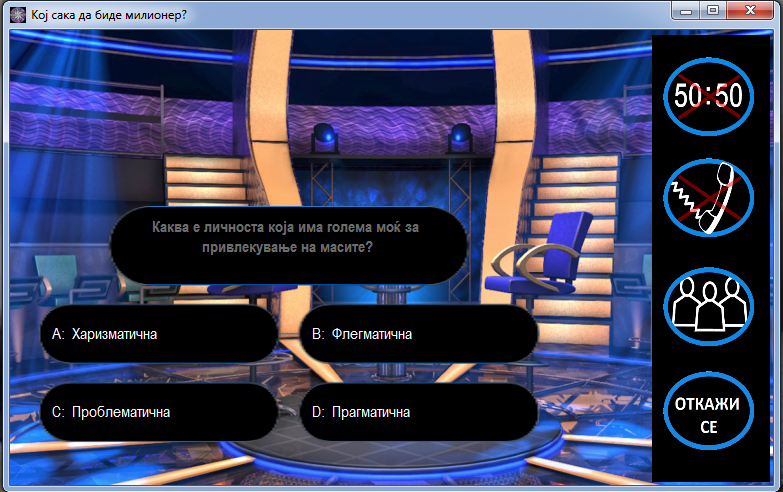 Кој сака да биде милионер?
50:50
Каква е личноста која има голема моќ за
привлекување на масите?
A: Харизматична
B: Флегматична
C: Проблематична
D: Прагматична
ОТКАЖИ
СЕ